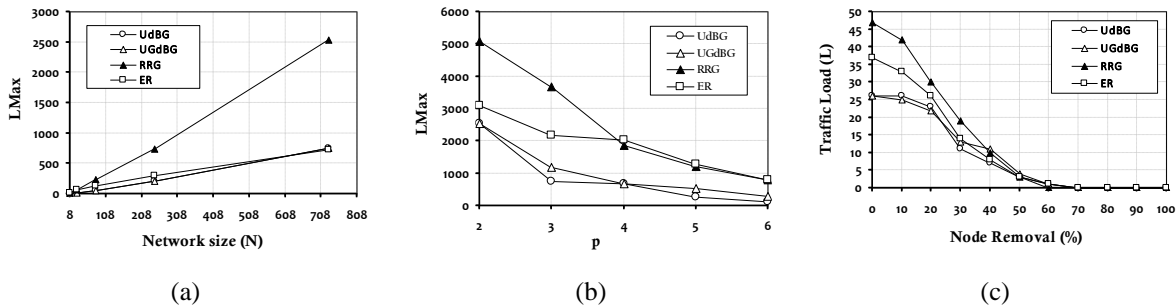 3000
2500
2000
1500
1000
500
0
LMax
UdBG
UGdBG
RRG
ER
8 108 208 308 408 508 608 708 808
Network size (N)
(a)
6000
5000
4000
3000
2000
1000
0
LMax
UdBG
UGdBG
RRG
ER
2 3 4 5 6
p
(b)
50
45
40
35
30
25
20
15
10
5
0
Traffic Load (L)
UdBG
UGdBG
RRG
ER
0 10 20 30 40 50 60 70 80 90 100
Node Removal (%)
(c)